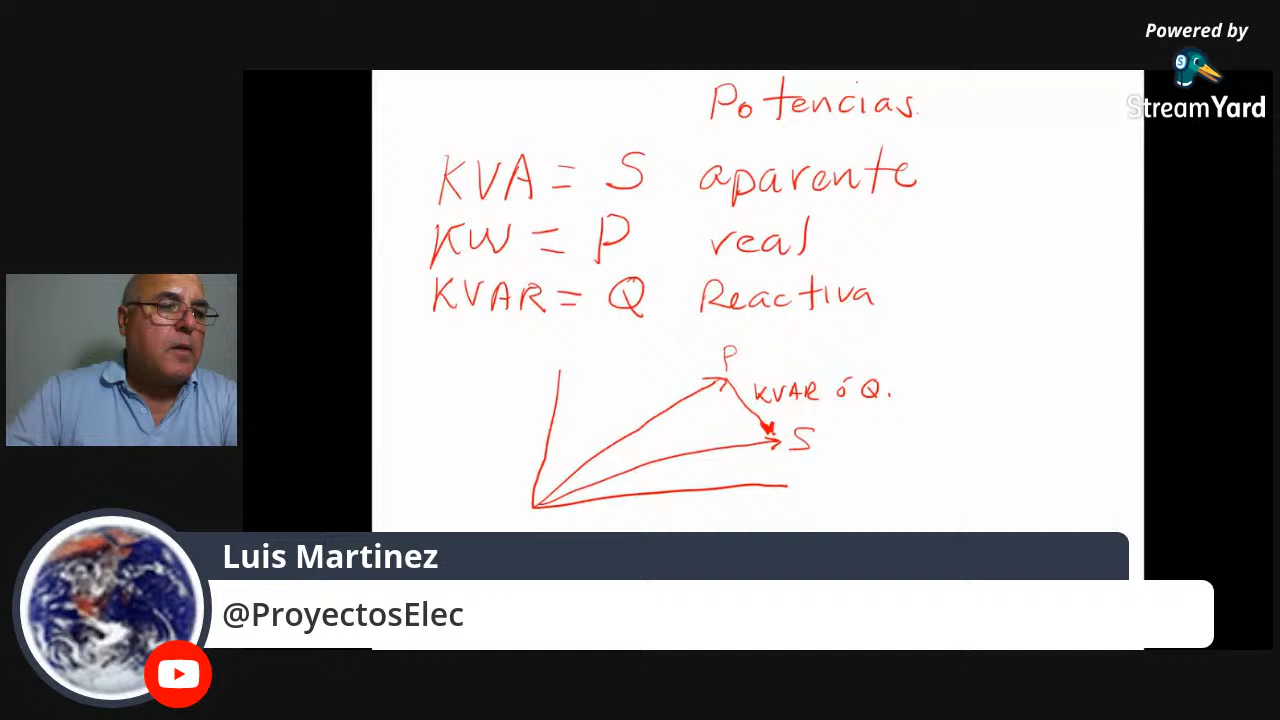 Powered by
StreamYard
Potencias.
KVA = S aparente
KW = P real
KVAR = Q Reactiva
P
KVAR ó Q.
S
Luis Martinez
@ProyectosElec